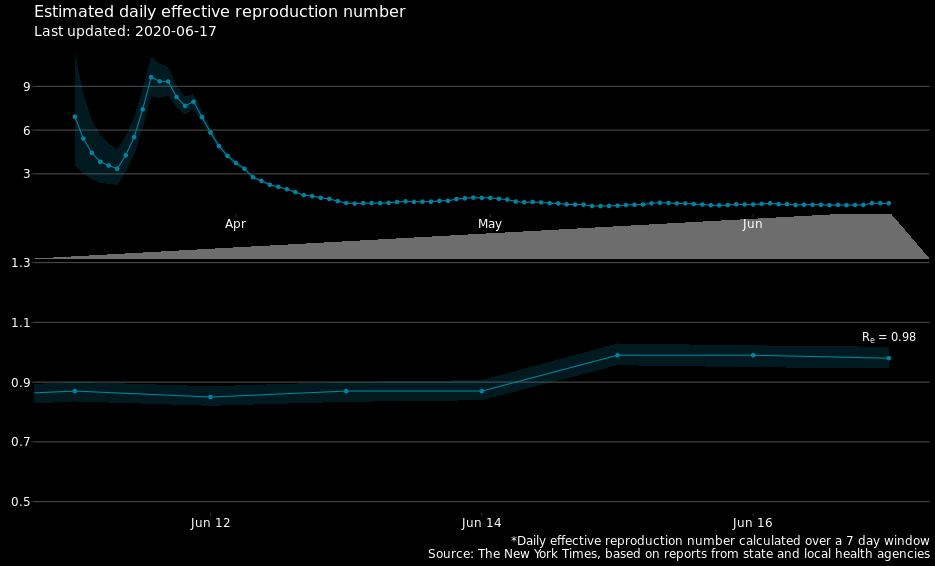 Estimated daily effective reproduction number
Last updated: 2020-06-17
9
6
3
Apr May Jun
1.3
1.1
Re = 0.98
0.9
0.7
0.5
Jun 12 Jun 14 Jun 16
*Daily effective reproduction number calculated over a 7 day window
Source: The New York Times, based on reports from state and local health agencies